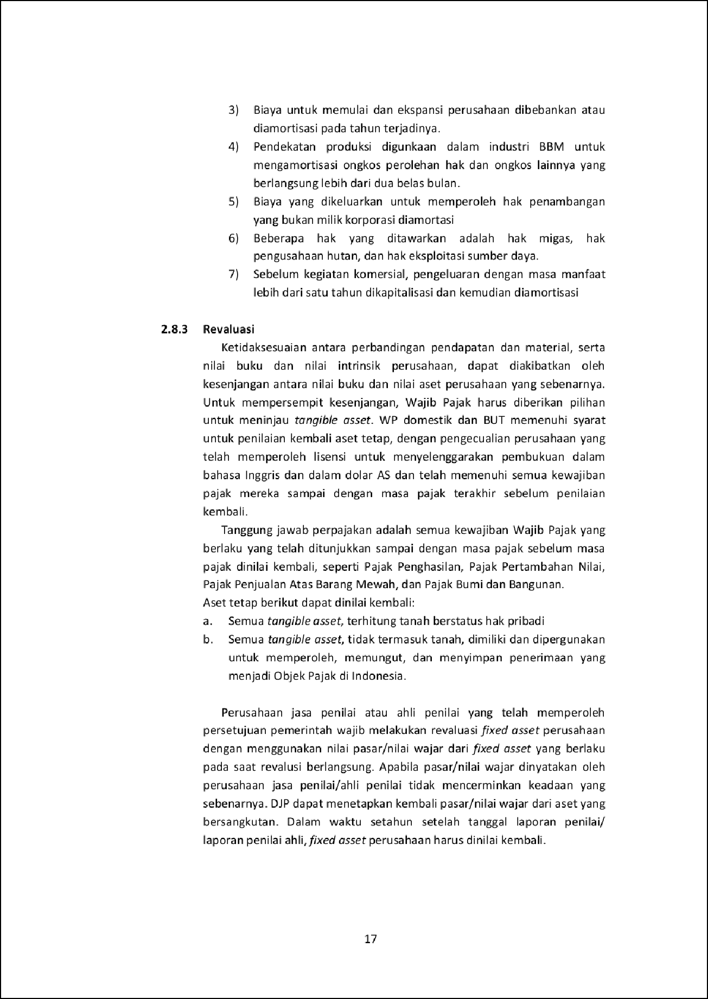 3) Biaya untuk memulai dan ekspansi perusahaan dibebankan atau
diamortisasi pada tahun terjadinya.
4) Pendekatan produksi digunkaan dalam industri BBM untuk
mengamortisasi ongkos perolehan hak dan ongkos lainnya yang
berlangsung lebih dari dua belas bulan.
5) Biaya yang dikeluarkan untuk memperoleh hak penambangan
yang bukan milik korporasi diamortasi
6) Beberapa hak yang ditawarkan adalah hak migas, hak
pengusahaan hutan, dan hak eksploitasi sumber daya.
7) Sebelum kegiatan komersial, pengeluaran dengan masa manfaat
lebih dari satu tahun dikapitalisasi dan kemudian diamortisasi
2.8.3 Revaluasi
Ketidaksesuaian antara perbandingan pendapatan dan material, serta
nilai buku dan nilai intrinsik perusahaan, dapat diakibatkan oleh
kesenjangan antara nilai buku dan nilai aset perusahaan yang sebenarnya.
Untuk mempersempit kesenjangan, Wajib Pajak harus diberikan pilihan
untuk meninjau tangible asset. WP domestik dan BUT memenuhi syarat
untuk penilaian kembali aset tetap, dengan pengecualian perusahaan yang
telah memperoleh lisensi untuk menyelenggarakan pembukuan dalam
bahasa Inggris dan dalam dolar AS dan telah memenuhi semua kewajiban
pajak mereka sampai dengan masa pajak terakhir sebelum penilaian
kembali.
Tanggung jawab perpajakan adalah semua kewajiban Wajib Pajak yang
berlaku yang telah ditunjukkan sampai dengan masa pajak sebelum masa
pajak dinilai kembali, seperti Pajak Penghasilan, Pajak Pertambahan Nilai,
Pajak Penjualan Atas Barang Mewah, dan Pajak Bumi dan Bangunan.
Aset tetap berikut dapat dinilai kembali:
a. Semua tangible asset, terhitung tanah berstatus hak pribadi
b. Semua tangible asset, tidak termasuk tanah, dimiliki dan dipergunakan
untuk memperoleh, memungut, dan menyimpan penerimaan yang
menjadi Objek Pajak di Indonesia.
Perusahaan jasa penilai atau ahli penilai yang telah memperoleh
persetujuan pemerintah wajib melakukan revaluasi fixed asset perusahaan
dengan menggunakan nilai pasar/nilai wajar dari fixed asset yang berlaku
pada saat revalusi berlangsung. Apabila pasar/nilai wajar dinyatakan oleh
perusahaan jasa penilai/ahli penilai tidak mencerminkan keadaan yang
sebenarnya. DJP dapat menetapkan kembali pasar/nilai wajar dari aset yang
bersangkutan. Dalam waktu setahun setelah tanggal laporan penilai/
laporan penilai ahli, fixed asset perusahaan harus dinilai kembali.
17